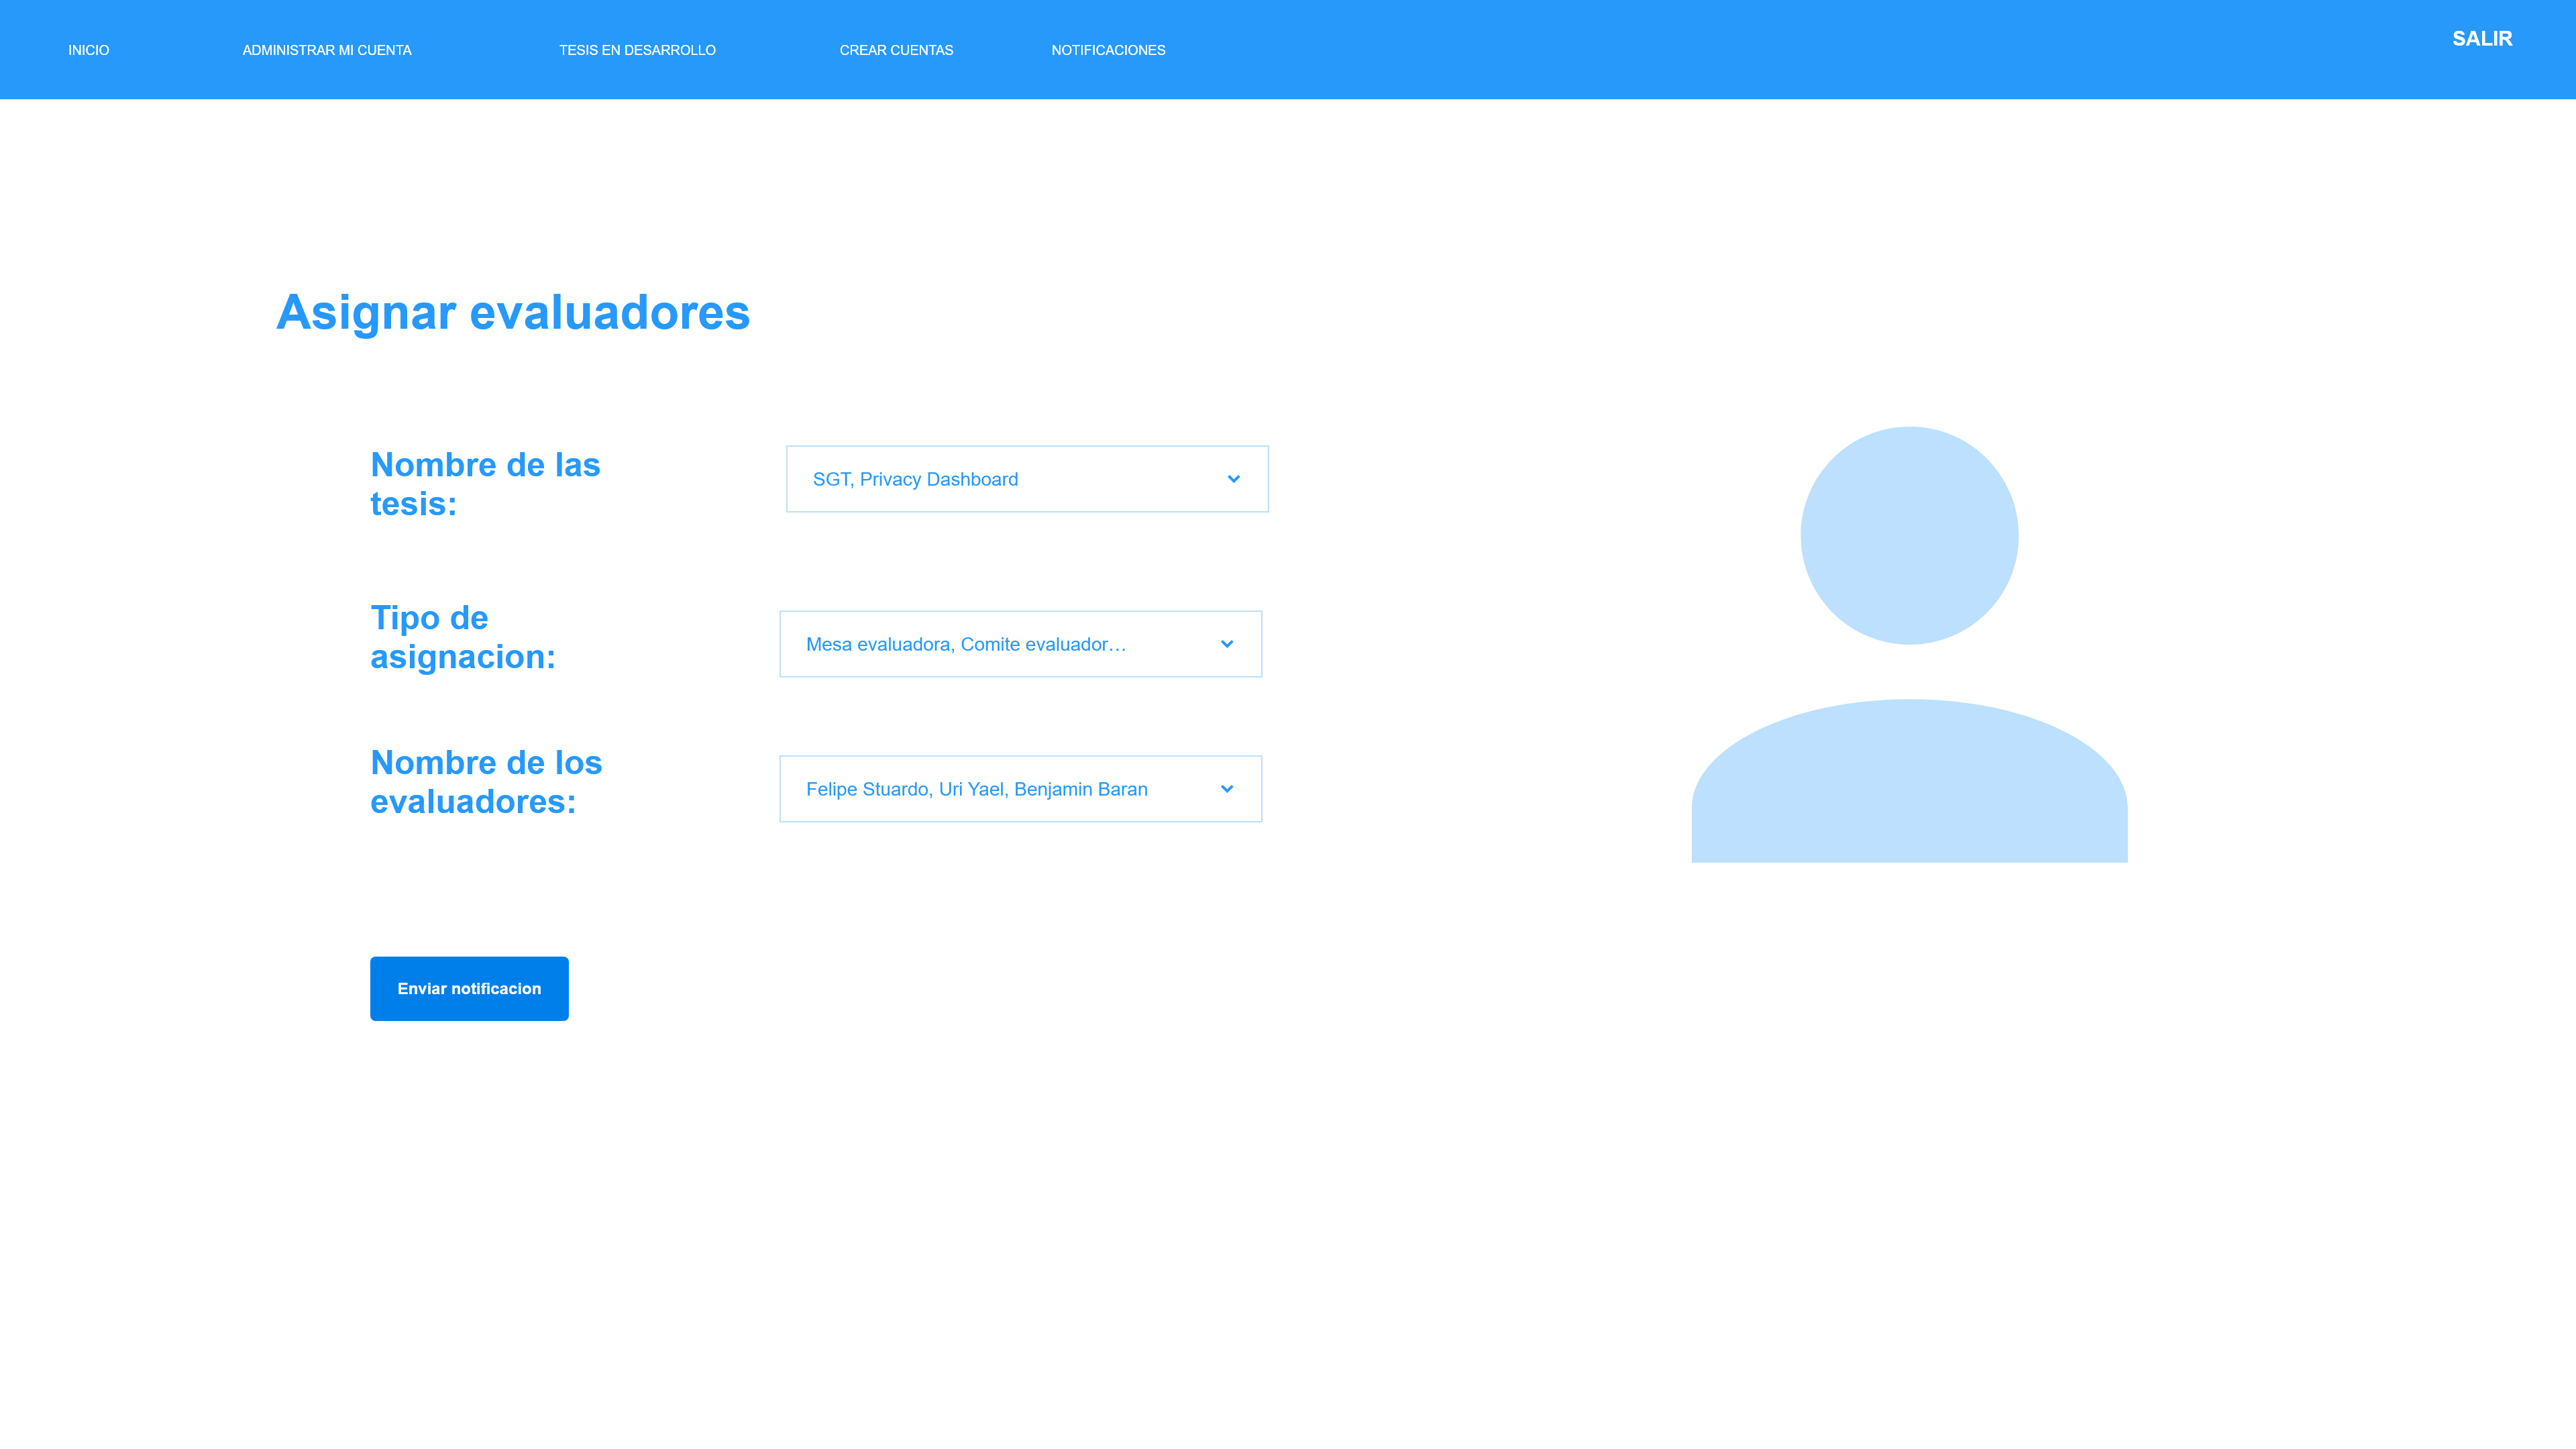 INICIO
ADMINISTRAR MI CUENTA
TESIS EN DESARROLLO
CREAR CUENTAS
NOTIFICACIONES
SALIR
Asignar evaluadores
Nombre de las
tesis:
SGT, Privacy Dashboard
Tipo de
asignacion:
Mesa evaluadora, Comite evaluador…
Nombre de los
evaluadores:
Felipe Stuardo, Uri Yael, Benjamin Baran
Enviar notificacion